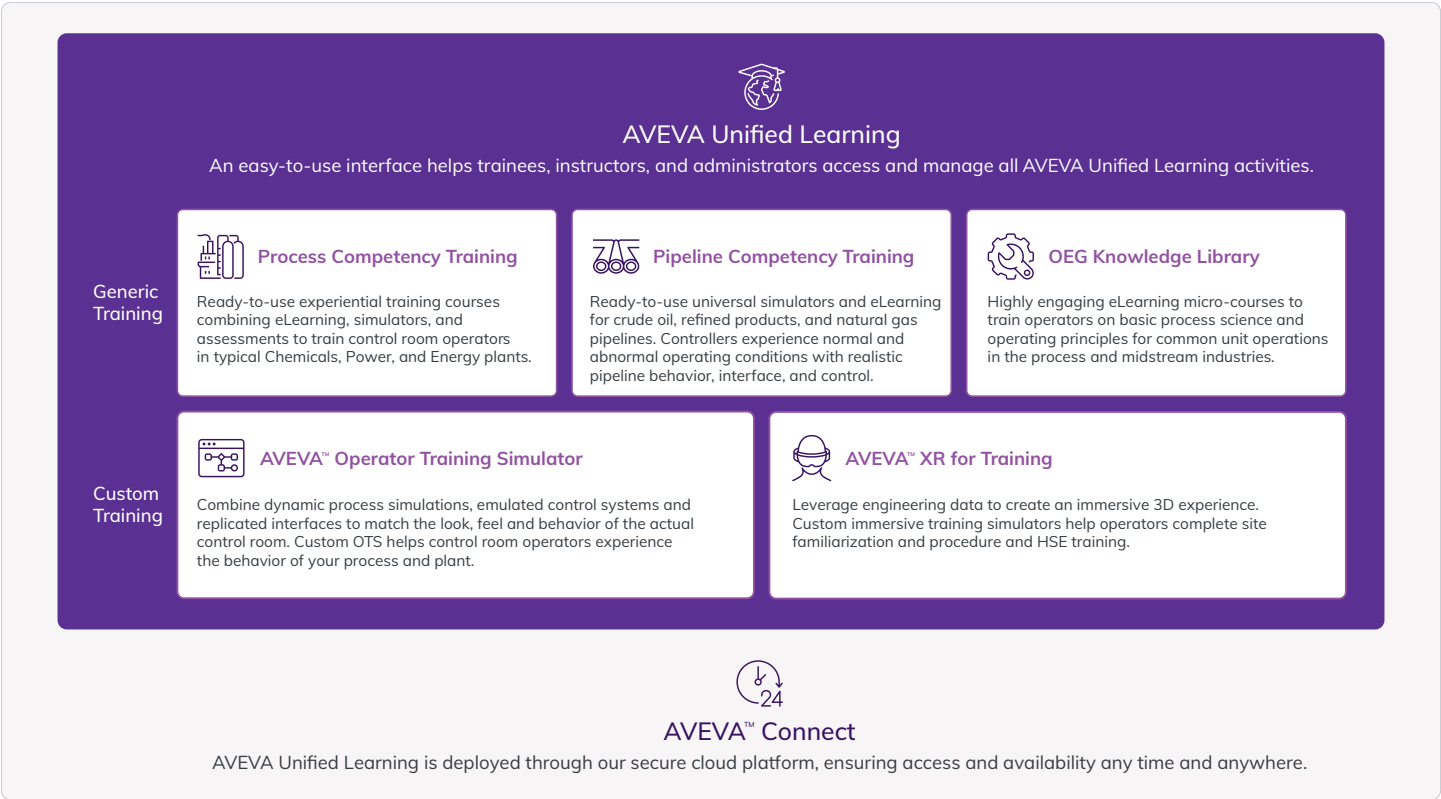 AVEVA Unified Learning
An easy-to-use interface helps trainees, instructors, and administrators access and manage all AVEVA Unified Learning activities.
Generic
Training
Process Competency Training
Ready-to-use experiential training courses
combining eLearning, simulators, and
assessments to train control room operators
in typical Chemicals, Power, and Energy plants.
Pipeline Competency Training
Ready-to-use universal simulators and eLearning
for crude oil, refined products, and natural gas
pipelines. Controllers experience normal and
abnormal operating conditions with realistic
pipeline behavior, interface, and control.
OEG Knowledge Library
Highly engaging eLearning micro-courses to
train operators on basic process science and
operating principles for common unit operations
in the process and midstream industries.
Custom
Training
AVEVA™ Operator Training Simulator
Combine dynamic process simulations, emulated control systems and
replicated interfaces to match the look, feel and behavior of the actual
control room. Custom OTS helps control room operators experience
the behavior of your process and plant.
AVEVA™ XR for Training
Leverage engineering data to create an immersive 3D experience.
Custom immersive training simulators help operators complete site
familiarization and procedure and HSE training.
24
AVEVA™ Connect
AVEVA Unified Learning is deployed through our secure cloud platform, ensuring access and availability any time and anywhere.